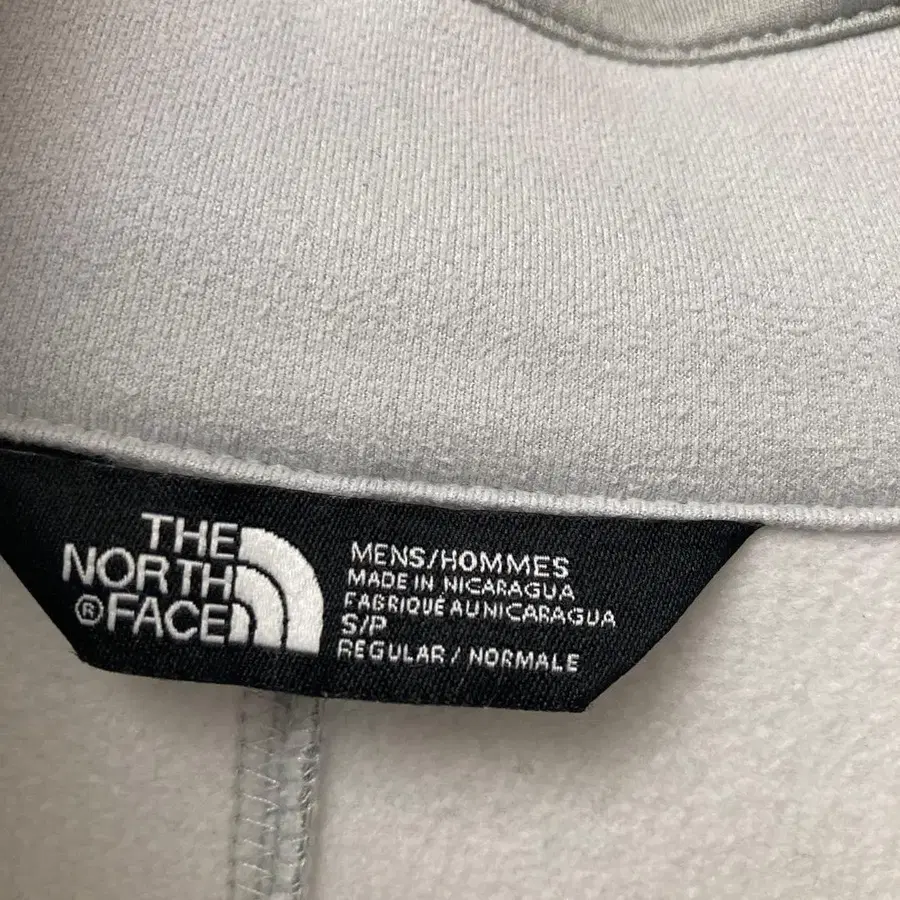 THE
NORTH
® FACE
MENS/HOMMES
MADE IN NICARAGUA
FABRIQUÉ AU NICARAGUA
S/P
REGULAR / NORMALE